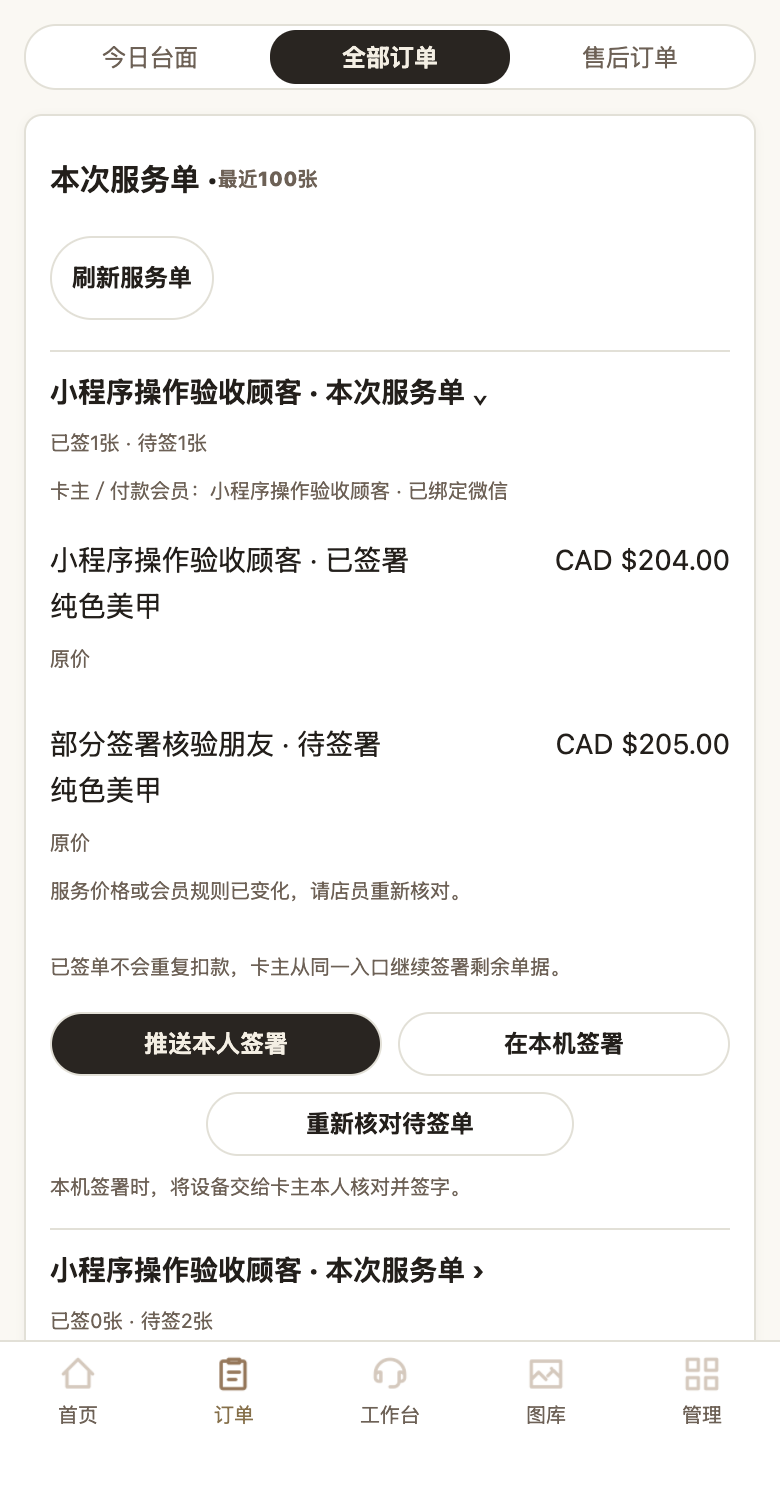 今日台面
全部订单
售后订单
本次服务单 •最近100张
刷新服务单
小程序操作验收顾客 · 本次服务单
已签1张 · 待签1张
卡主 / 付款会员：小程序操作验收顾客 · 已绑定微信
小程序操作验收顾客 · 已签署
CAD $204.00
纯色美甲
原价
部分签署核验朋友 · 待签署
CAD $205.00
纯色美甲
原价
服务价格或会员规则已变化，请店员重新核对。
已签单不会重复扣款，卡主从同一入口继续签署剩余单据。
推送本人签署
在本机签署
重新核对待签单
本机签署时，将设备交给卡主本人核对并签字。
小程序操作验收顾客 · 本次服务单 ›
已签0张 · 待签2张
首页
订单
工作台
图库
管理